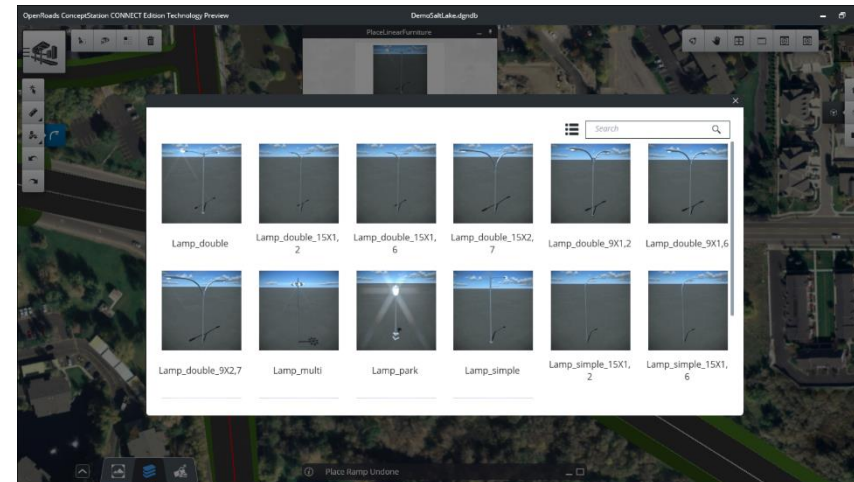 OpenRoads ConceptStation CONNECT Edition Technology Preview
DemoSaltLake.dgndb
PlaceLinearFurniture
Search
Lamp_double
Lamp_double_15X1,
2
Lamp_double_15X1,
6
Lamp_double_15X2,
7
Lamp_double_9X1,2
Lamp_double_9X1,6
Lamp_double_9X2,7
Lamp_multi
Lamp_park
Lamp_simple
Lamp_simple_15X1,
2
Lamp_simple_15X1,
6
Place Ramp Undone